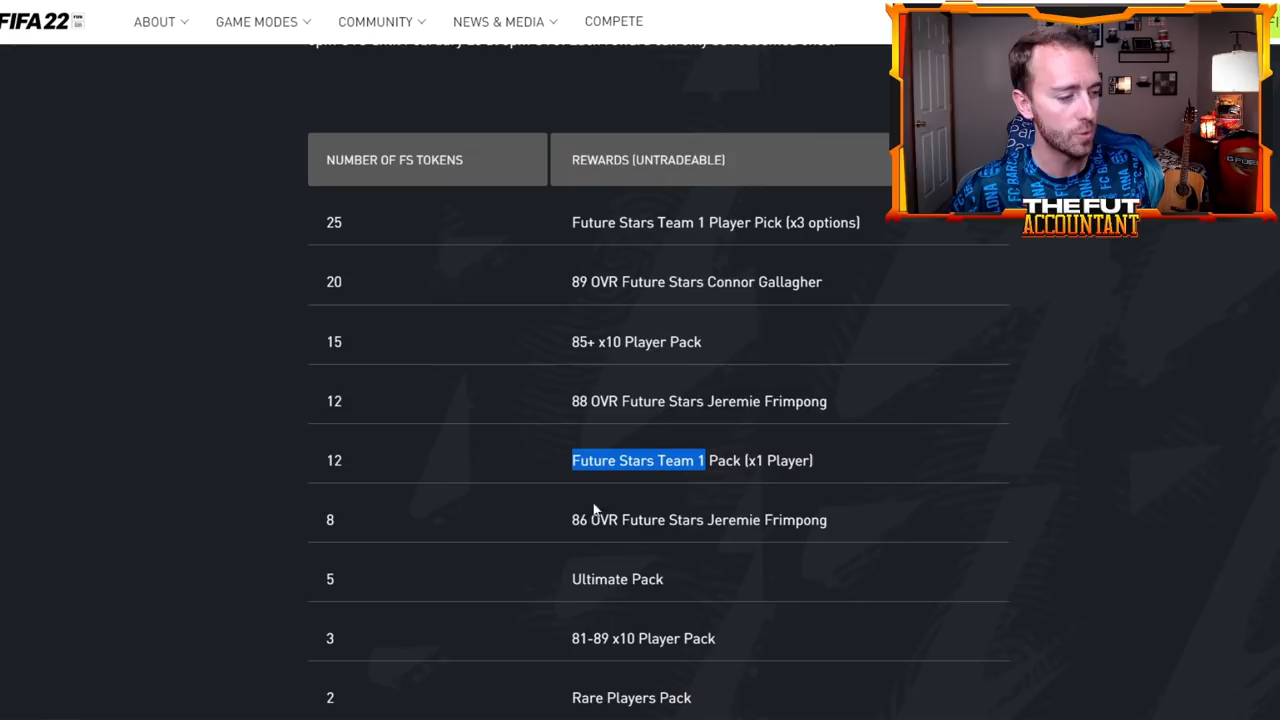 FIFA 22
ABOUT
GAME MODES
COMMUNITY
NEWS & MEDIA
COMPETE
NUMBER OF FS TOKENS
REWARDS (UNTRADEABLE)
25
Future Stars Team 1 Player Pick (x3 options)
20
89 OVR Future Stars Connor Gallagher
15
85+ x10 Player Pack
12
88 OVR Future Stars Jeremie Frimpong
12
Future Stars Team 1 Pack (x1 Player)
8
86 OVR Future Stars Jeremie Frimpong
5
Ultimate Pack
3
81-89 x10 Player Pack
2
Rare Players Pack
THE FUT
ACCOUNTANT